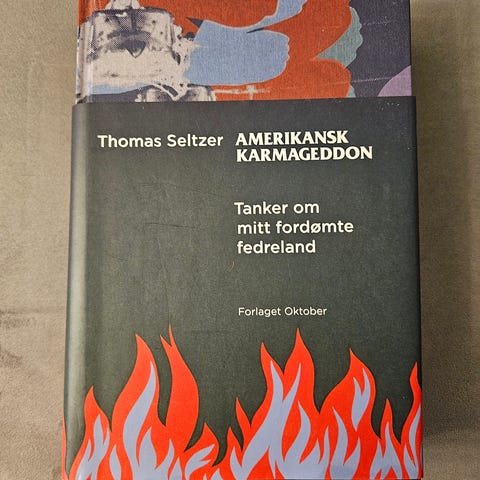 Thomas Seltzer
AMERIKANSK
KARMAGEDDON
Tanker om
mitt fordømte
fedreland
Forlaget Oktober